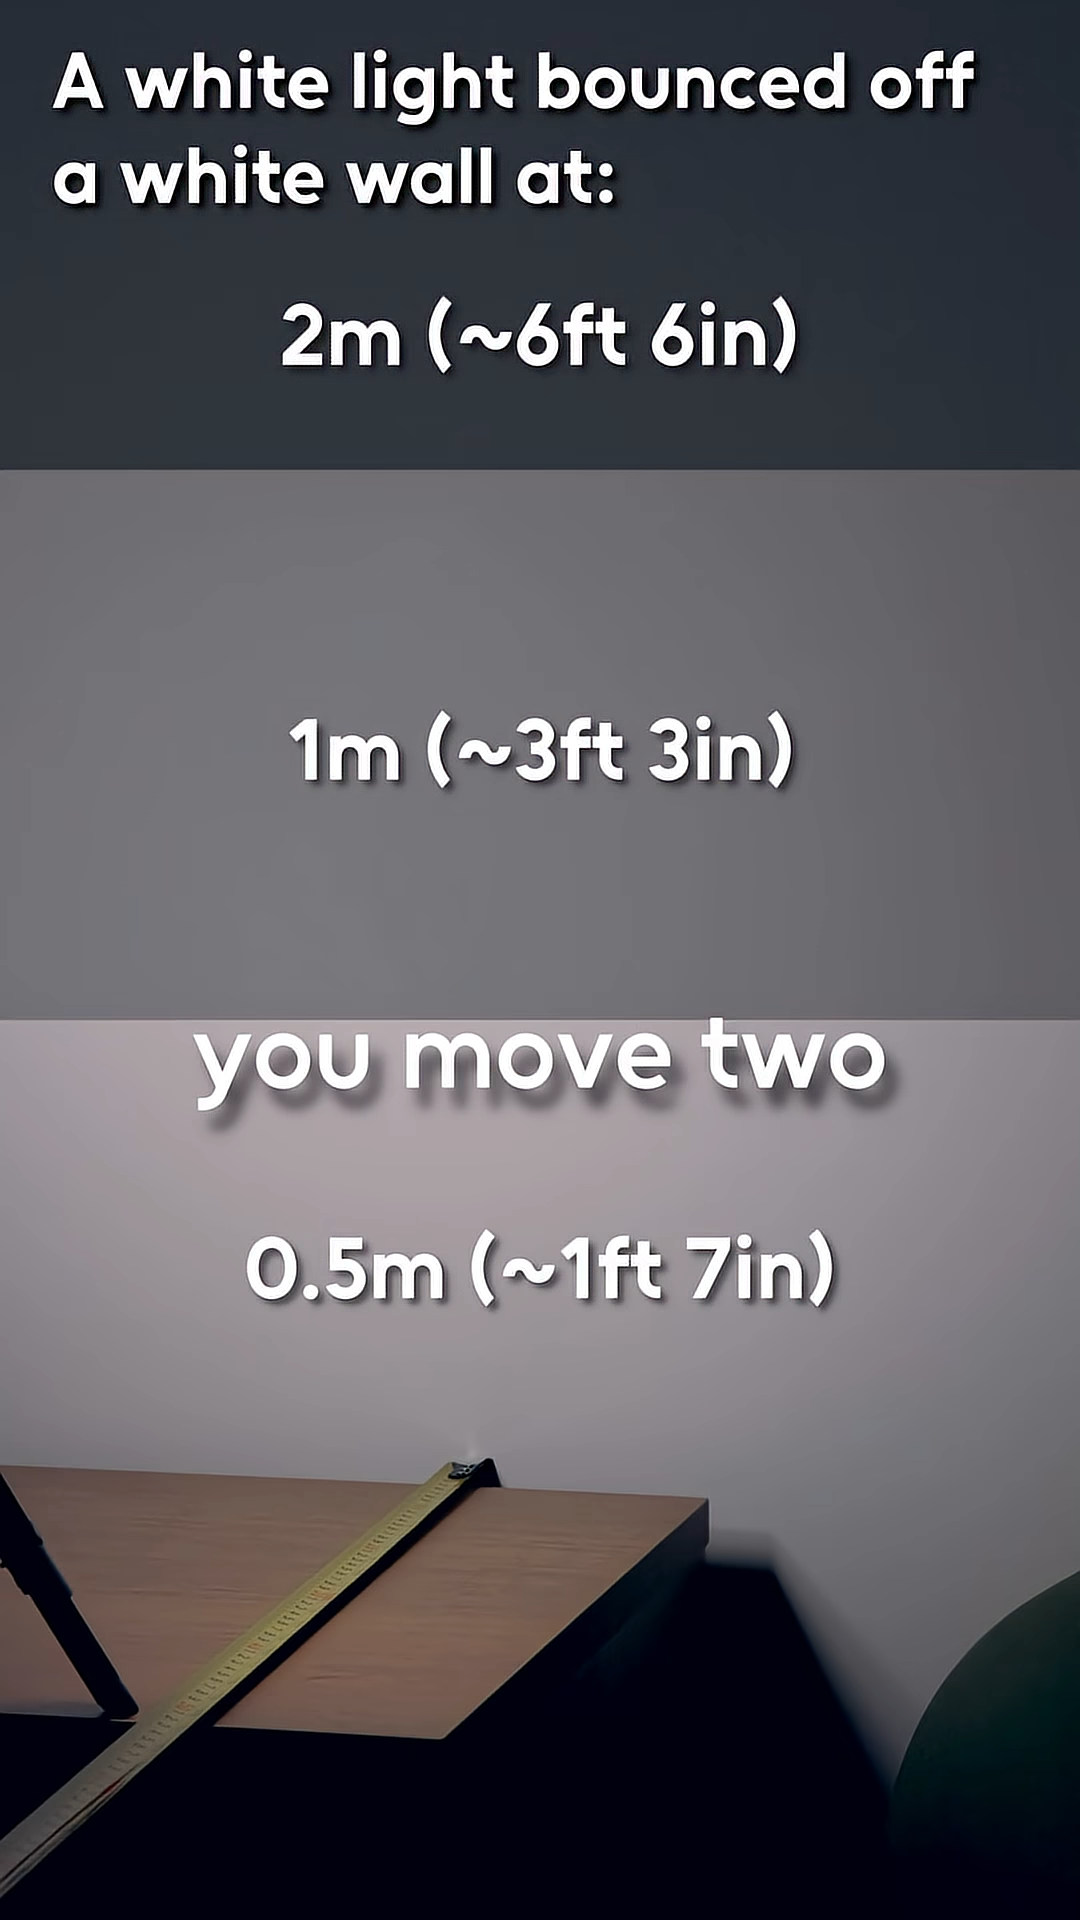 A white light bounced off
a white wall at:
2m (~6ft 6in)
1m (~3ft 3in)
you move two
0.5m (~1ft 7in)